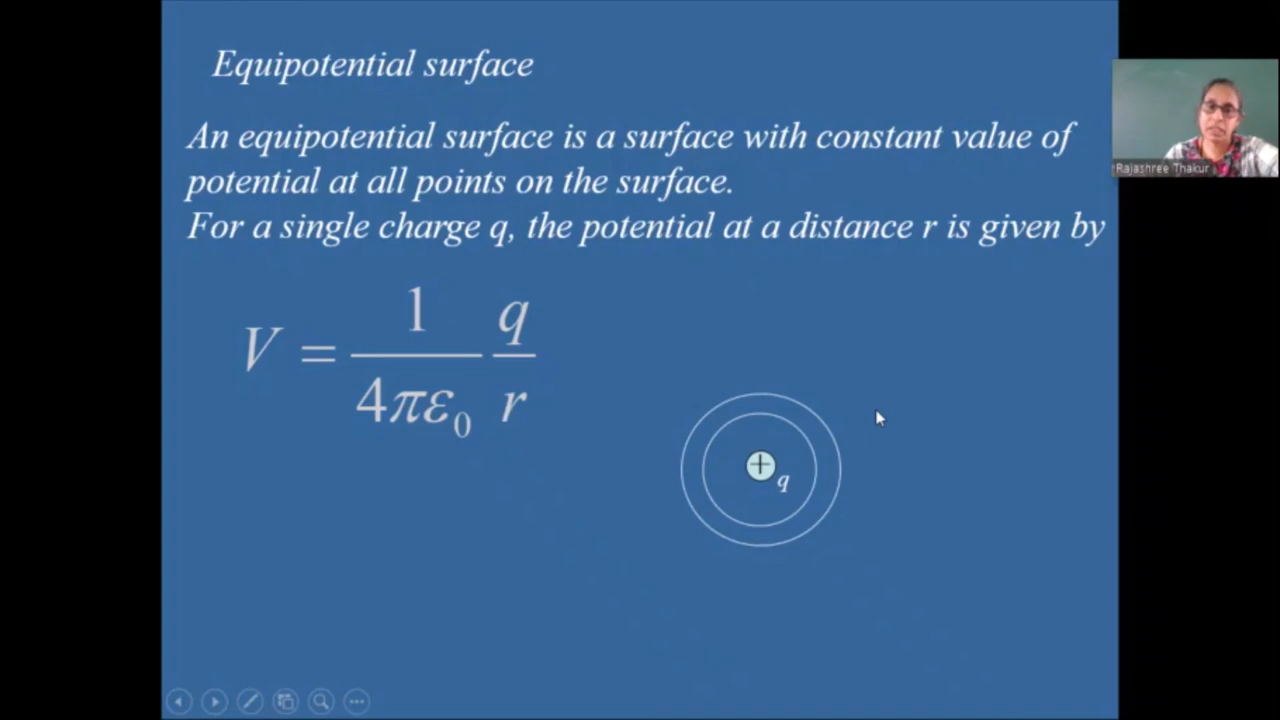 Equipotential surface
An equipotential surface is a surface with constant value of
potential at all points on the surface.
For a single charge q, the potential at a distance r is given by
V = 1/4πε₀ q/r
+
q
Rajashree Thakur